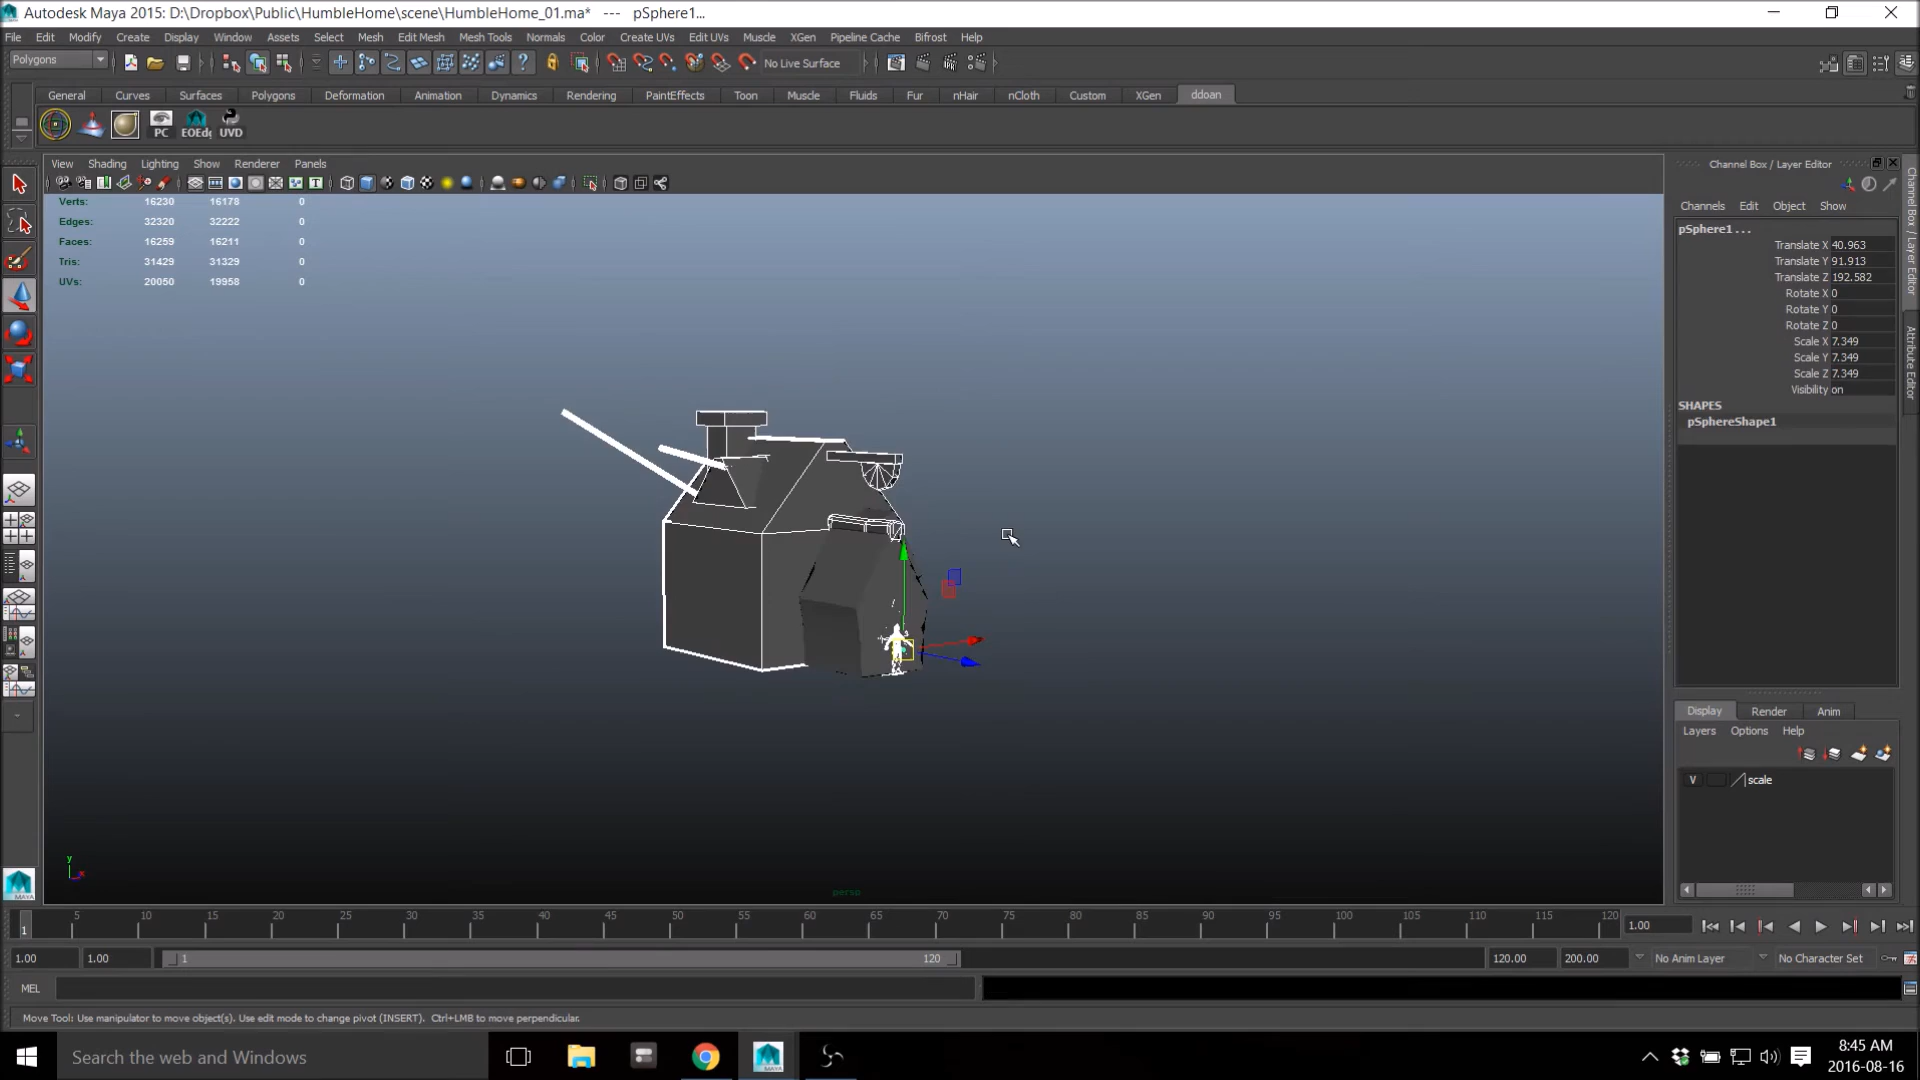 Autodesk Maya 2015: D:\Dropbox\Public\HumbleHome\scene\HumbleHome_01.ma* --- pSphere1...
File Edit Modify Create Display Window Assets Select Mesh Edit Mesh Mesh Tools Normals Color Create UVs Edit UVs Muscle XGen Pipeline Cache Bifrost Help
Polygons No Live Surface
General Curves Surfaces Polygons Deformation Animation Dynamics Rendering PaintEffects Toon Muscle Fluids Fur nHair nCloth Custom XGen ddoan
PC EOEdg UVD
View Shading Lighting Show Renderer Panels
Verts: 16230 16178 0
Edges: 32320 32222 0
Faces: 16259 16211 0
Tris: 31429 31329 0
UVs: 20050 19958 0
y
x
persp
Channel Box / Layer Editor
Channels Edit Object Show
pSphere1 ...
Translate X 40.963
Translate Y 91.913
Translate Z 192.582
Rotate X 0
Rotate Y 0
Rotate Z 0
Scale X 7.349
Scale Y 7.349
Scale Z 7.349
Visibility on
SHAPES
pSphereShape1
Channel Box / Layer Editor
Attribute Editor
Display Render Anim
Layers Options Help
V scale
1 5 10 15 20 25 30 35 40 45 50 55 60 65 70 75 80 85 90 95 100 105 110 115 120 1.00
1.00 1.00 1 120 120.00 200.00 No Anim Layer No Character Set
MEL
Move Tool: Use manipulator to move object(s). Use edit mode to change pivot (INSERT). Ctrl+LMB to move perpendicular.
MAYA
Search the web and Windows
8:45 AM
2016-08-16